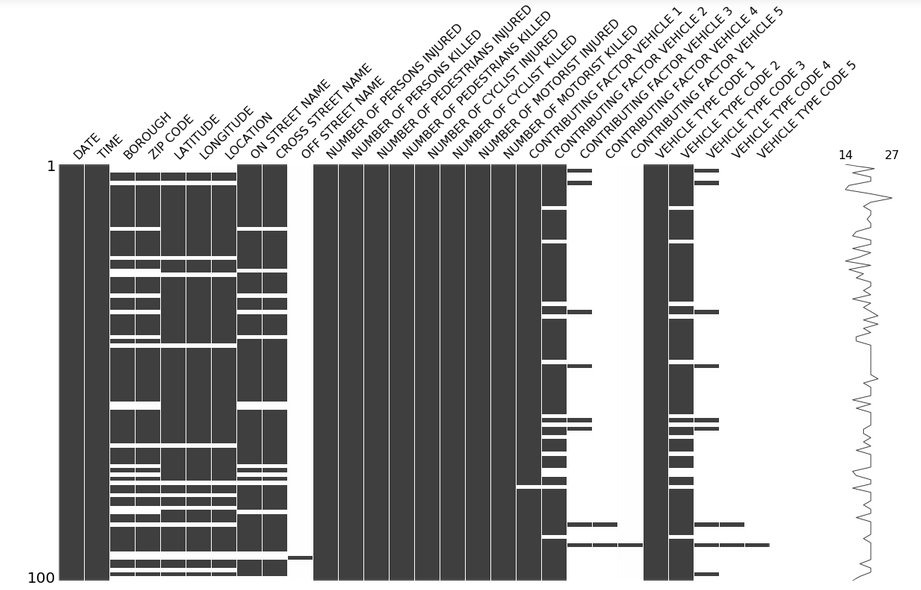 DATE
TIME
BOROUGH
ZIP CODE
LATITUDE
LONGITUDE
LOCATION
ON STREET NAME
CROSS STREET NAME
OFF STREET NAME
NUMBER OF PERSONS INJURED
NUMBER OF PERSONS KILLED
NUMBER OF PEDESTRIANS INJURED
NUMBER OF PEDESTRIANS KILLED
NUMBER OF CYCLIST INJURED
NUMBER OF CYCLIST KILLED
NUMBER OF MOTORIST INJURED
NUMBER OF MOTORIST KILLED
CONTRIBUTING FACTOR VEHICLE 1
CONTRIBUTING FACTOR VEHICLE 2
CONTRIBUTING FACTOR VEHICLE 3
CONTRIBUTING FACTOR VEHICLE 4
CONTRIBUTING FACTOR VEHICLE 5
VEHICLE TYPE CODE 1
VEHICLE TYPE CODE 2
VEHICLE TYPE CODE 3
VEHICLE TYPE CODE 4
VEHICLE TYPE CODE 5
14 27
1
100